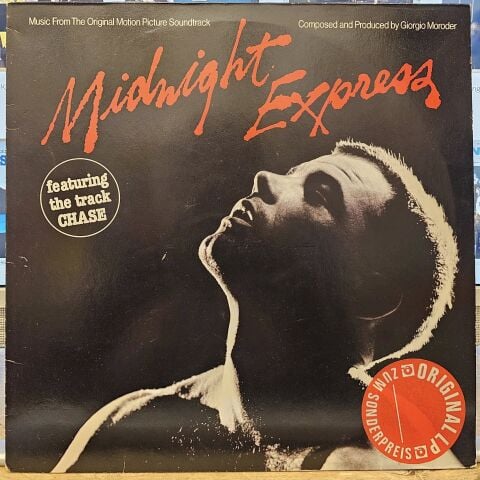 Music From The Original Motion Picture Soundtrack
Composed and Produced by Giorgio Moroder
Midnight
Express
featuring
the track
CHASE
ORIGINAL LP
ZUM SONDERPREIS